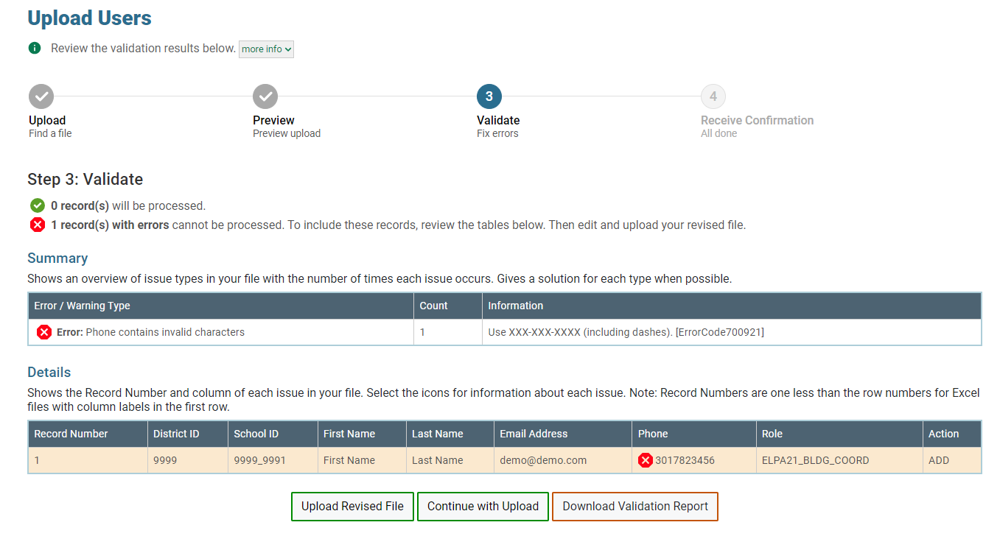 Upload Users
Review the validation results below. more info
3
4
Upload
Preview
Validate
Receive Confirmation
Find a file
Preview upload
Fix errors
All done
Step 3: Validate
0 record(s) will be processed.
1 record(s) with errors cannot be processed. To include these records, review the tables below. Then edit and upload your revised file.
Summary
Shows an overview of issue types in your file with the number of times each issue occurs. Gives a solution for each type when possible.
Error / Warning Type Count Information
Error: Phone contains invalid characters 1 Use XXX-XXX-XXXX (including dashes). [ErrorCode700921]
Details
Shows the Record Number and column of each issue in your file. Select the icons for information about each issue. Note: Record Numbers are one less than the row numbers for Excel
files with column labels in the first row.
Record Number District ID School ID First Name Last Name Email Address Phone Role Action
1 9999 9999_9991 First Name Last Name demo@demo.com 3017823456 ELPA21_BLDG_COORD ADD
Upload Revised File Continue with Upload Download Validation Report